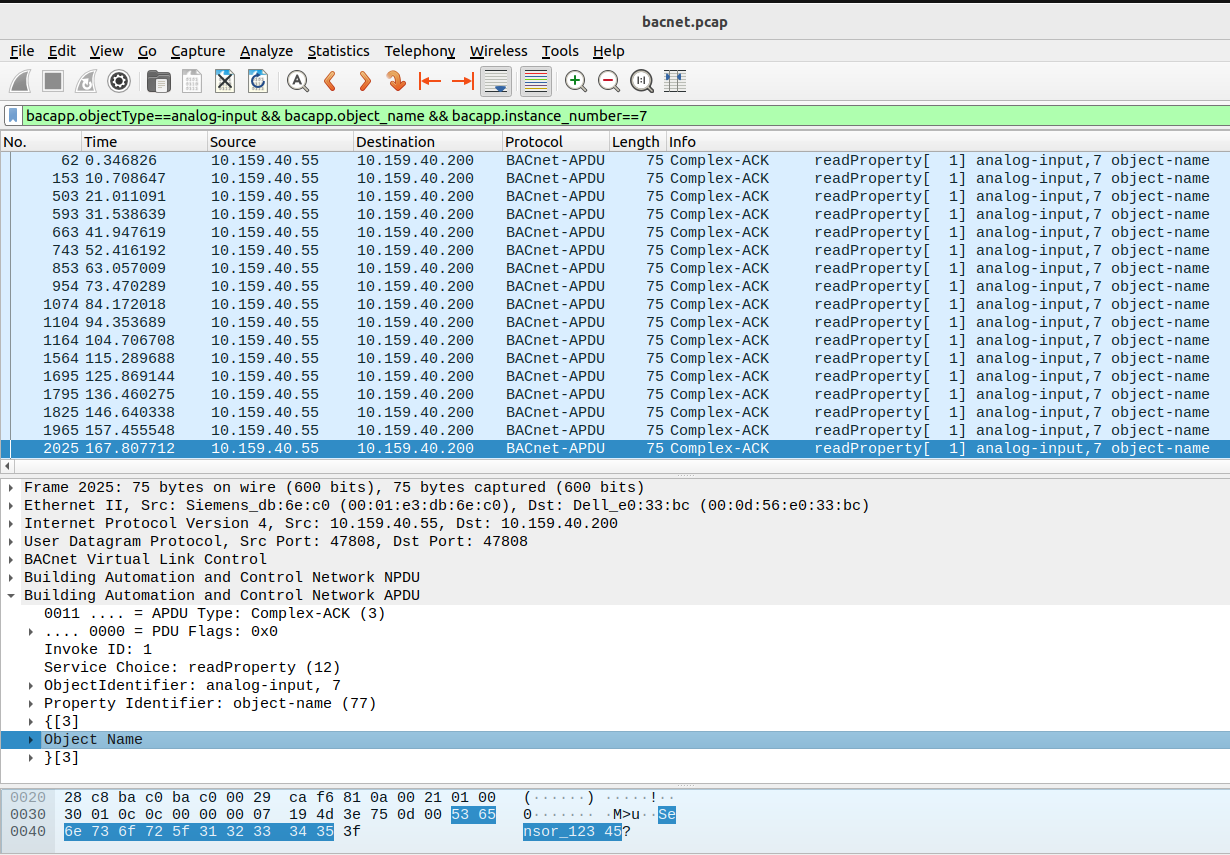 bacnet.pcap
File Edit View Go Capture Analyze Statistics Telephony Wireless Tools Help
bacapp.objectType==analog-input && bacapp.object_name && bacapp.instance_number==7
No. Time Source Destination Protocol Length Info
62 0.346826 10.159.40.55 10.159.40.200 BACnet-APDU 75 Complex-ACK readProperty[ 1] analog-input,7 object-name
153 10.708647 10.159.40.55 10.159.40.200 BACnet-APDU 75 Complex-ACK readProperty[ 1] analog-input,7 object-name
503 21.011091 10.159.40.55 10.159.40.200 BACnet-APDU 75 Complex-ACK readProperty[ 1] analog-input,7 object-name
593 31.538639 10.159.40.55 10.159.40.200 BACnet-APDU 75 Complex-ACK readProperty[ 1] analog-input,7 object-name
663 41.947619 10.159.40.55 10.159.40.200 BACnet-APDU 75 Complex-ACK readProperty[ 1] analog-input,7 object-name
743 52.416192 10.159.40.55 10.159.40.200 BACnet-APDU 75 Complex-ACK readProperty[ 1] analog-input,7 object-name
853 63.057009 10.159.40.55 10.159.40.200 BACnet-APDU 75 Complex-ACK readProperty[ 1] analog-input,7 object-name
954 73.470289 10.159.40.55 10.159.40.200 BACnet-APDU 75 Complex-ACK readProperty[ 1] analog-input,7 object-name
1074 84.172018 10.159.40.55 10.159.40.200 BACnet-APDU 75 Complex-ACK readProperty[ 1] analog-input,7 object-name
1104 94.353689 10.159.40.55 10.159.40.200 BACnet-APDU 75 Complex-ACK readProperty[ 1] analog-input,7 object-name
1164 104.706708 10.159.40.55 10.159.40.200 BACnet-APDU 75 Complex-ACK readProperty[ 1] analog-input,7 object-name
1564 115.289688 10.159.40.55 10.159.40.200 BACnet-APDU 75 Complex-ACK readProperty[ 1] analog-input,7 object-name
1695 125.869144 10.159.40.55 10.159.40.200 BACnet-APDU 75 Complex-ACK readProperty[ 1] analog-input,7 object-name
1795 136.460275 10.159.40.55 10.159.40.200 BACnet-APDU 75 Complex-ACK readProperty[ 1] analog-input,7 object-name
1825 146.640338 10.159.40.55 10.159.40.200 BACnet-APDU 75 Complex-ACK readProperty[ 1] analog-input,7 object-name
1965 157.455548 10.159.40.55 10.159.40.200 BACnet-APDU 75 Complex-ACK readProperty[ 1] analog-input,7 object-name
2025 167.807712 10.159.40.55 10.159.40.200 BACnet-APDU 75 Complex-ACK readProperty[ 1] analog-input,7 object-name
Frame 2025: 75 bytes on wire (600 bits), 75 bytes captured (600 bits)
Ethernet II, Src: Siemens_db:6e:c0 (00:01:e3:db:6e:c0), Dst: Dell_e0:33:bc (00:0d:56:e0:33:bc)
Internet Protocol Version 4, Src: 10.159.40.55, Dst: 10.159.40.200
User Datagram Protocol, Src Port: 47808, Dst Port: 47808
BACnet Virtual Link Control
Building Automation and Control Network NPDU
Building Automation and Control Network APDU
0011 .... = APDU Type: Complex-ACK (3)
.... 0000 = PDU Flags: 0x0
Invoke ID: 1
Service Choice: readProperty (12)
ObjectIdentifier: analog-input, 7
Property Identifier: object-name (77)
{[3]
Object Name
}[3]
0020 28 c8 ba c0 ba c0 00 29 ca f6 81 0a 00 21 01 00 (······) ·····!··
0030 30 01 0c 0c 00 00 00 07 19 4d 3e 75 0d 00 53 65 0······· ·M>u··Se
0040 6e 73 6f 72 5f 31 32 33 34 35 3f nsor_123 45?